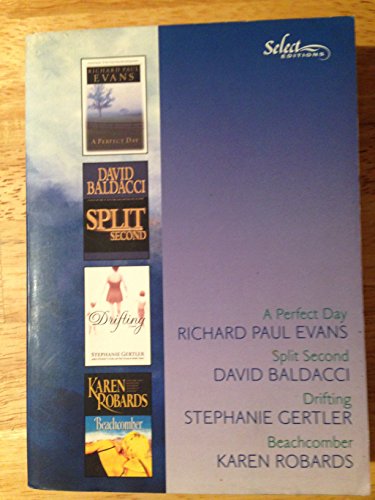 Select
EDITIONS
RICHARD PAUL
EVANS
A PERFECT DAY
DAVID
BALDACCI
SPLIT
SECOND
Drifting
STEPHANIE GERTLER
KAREN
ROBARDS
Beachcomber
A Perfect Day
RICHARD PAUL EVANS
Split Second
DAVID BALDACCI
Drifting
STEPHANIE GERTLER
Beachcomber
KAREN ROBARDS